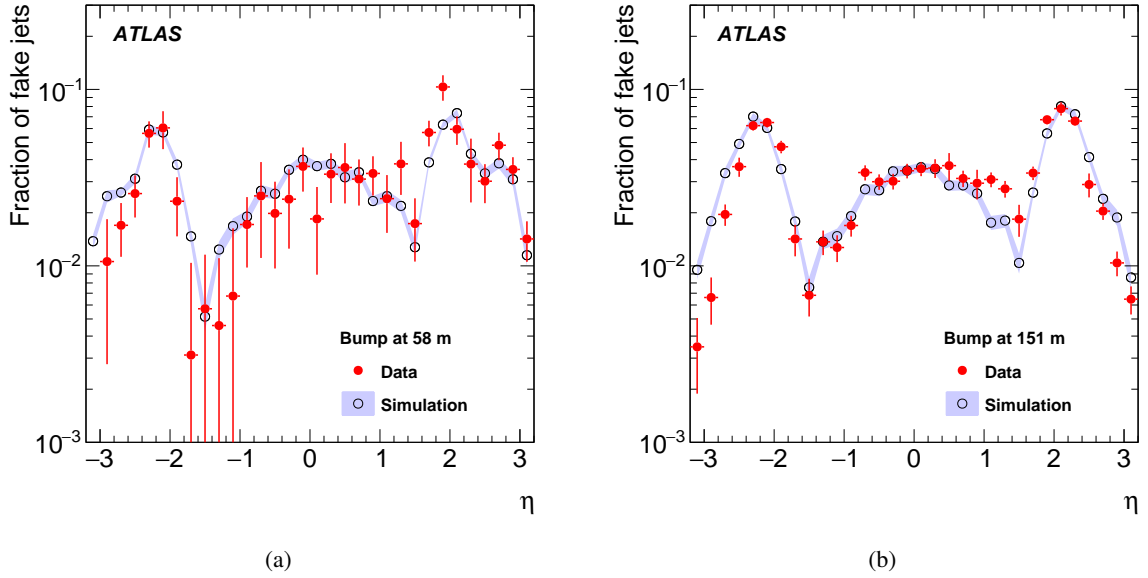 Fraction of fake jets
ATLAS
10⁻¹
10⁻²
10⁻³
Bump at 58 m
Data
Simulation
−3 −2 −1 0 1 2 3
η
(a)
Fraction of fake jets
ATLAS
10⁻¹
10⁻²
10⁻³
Bump at 151 m
Data
Simulation
−3 −2 −1 0 1 2 3
η
(b)